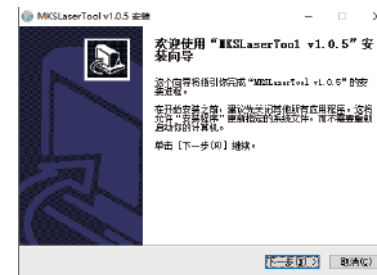 MKSLaserTool v1.0.5 安装
欢迎使用“MKSLaserTool v1.0.5”安
装向导
这个向导将指引你完成“MKSLaserTool v1.0.5”的安
装进程。
在开始安装之前，建议先关闭其他所有应用程序。这将
允许“安装程序”更新指定的系统文件，而不需要重新
启动你的计算机。
单击 [下一步(N)] 继续。
下一步(N) >
取消(C)